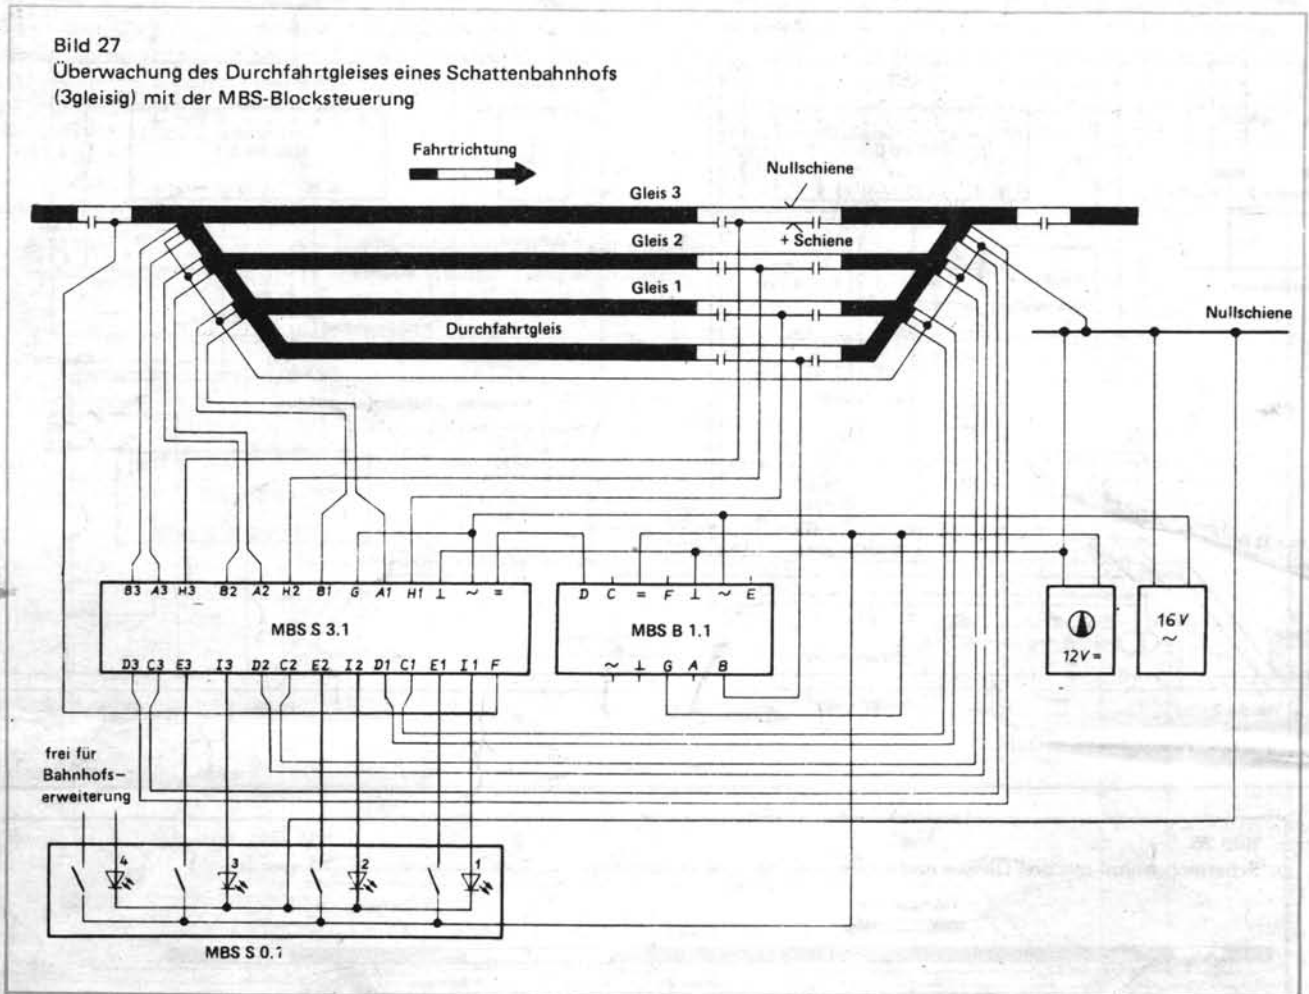 Bild 27
Überwachung des Durchfahrtgleises eines Schattenbahnhofs
(3gleisig) mit der MBS-Blocksteuerung
Fahrtrichtung
Nullschiene
Gleis 3
+ Schiene
Gleis 2
Gleis 1
Nullschiene
Durchfahrtgleis
B3 A3 H3 B2 A2 H2 B1 G A1 H1 ⊥ ~ =
MBS S 3.1
D3 C3 E3 I3 D2 C2 E2 I2 D1 C1 E1 I1 F
D C = F ⊥ ~ E
MBS B 1.1
~ ⊥ G A B
12V =
16V
~
frei für
Bahnhofs-
erweiterung
4 3 2 1
MBS S 0.1